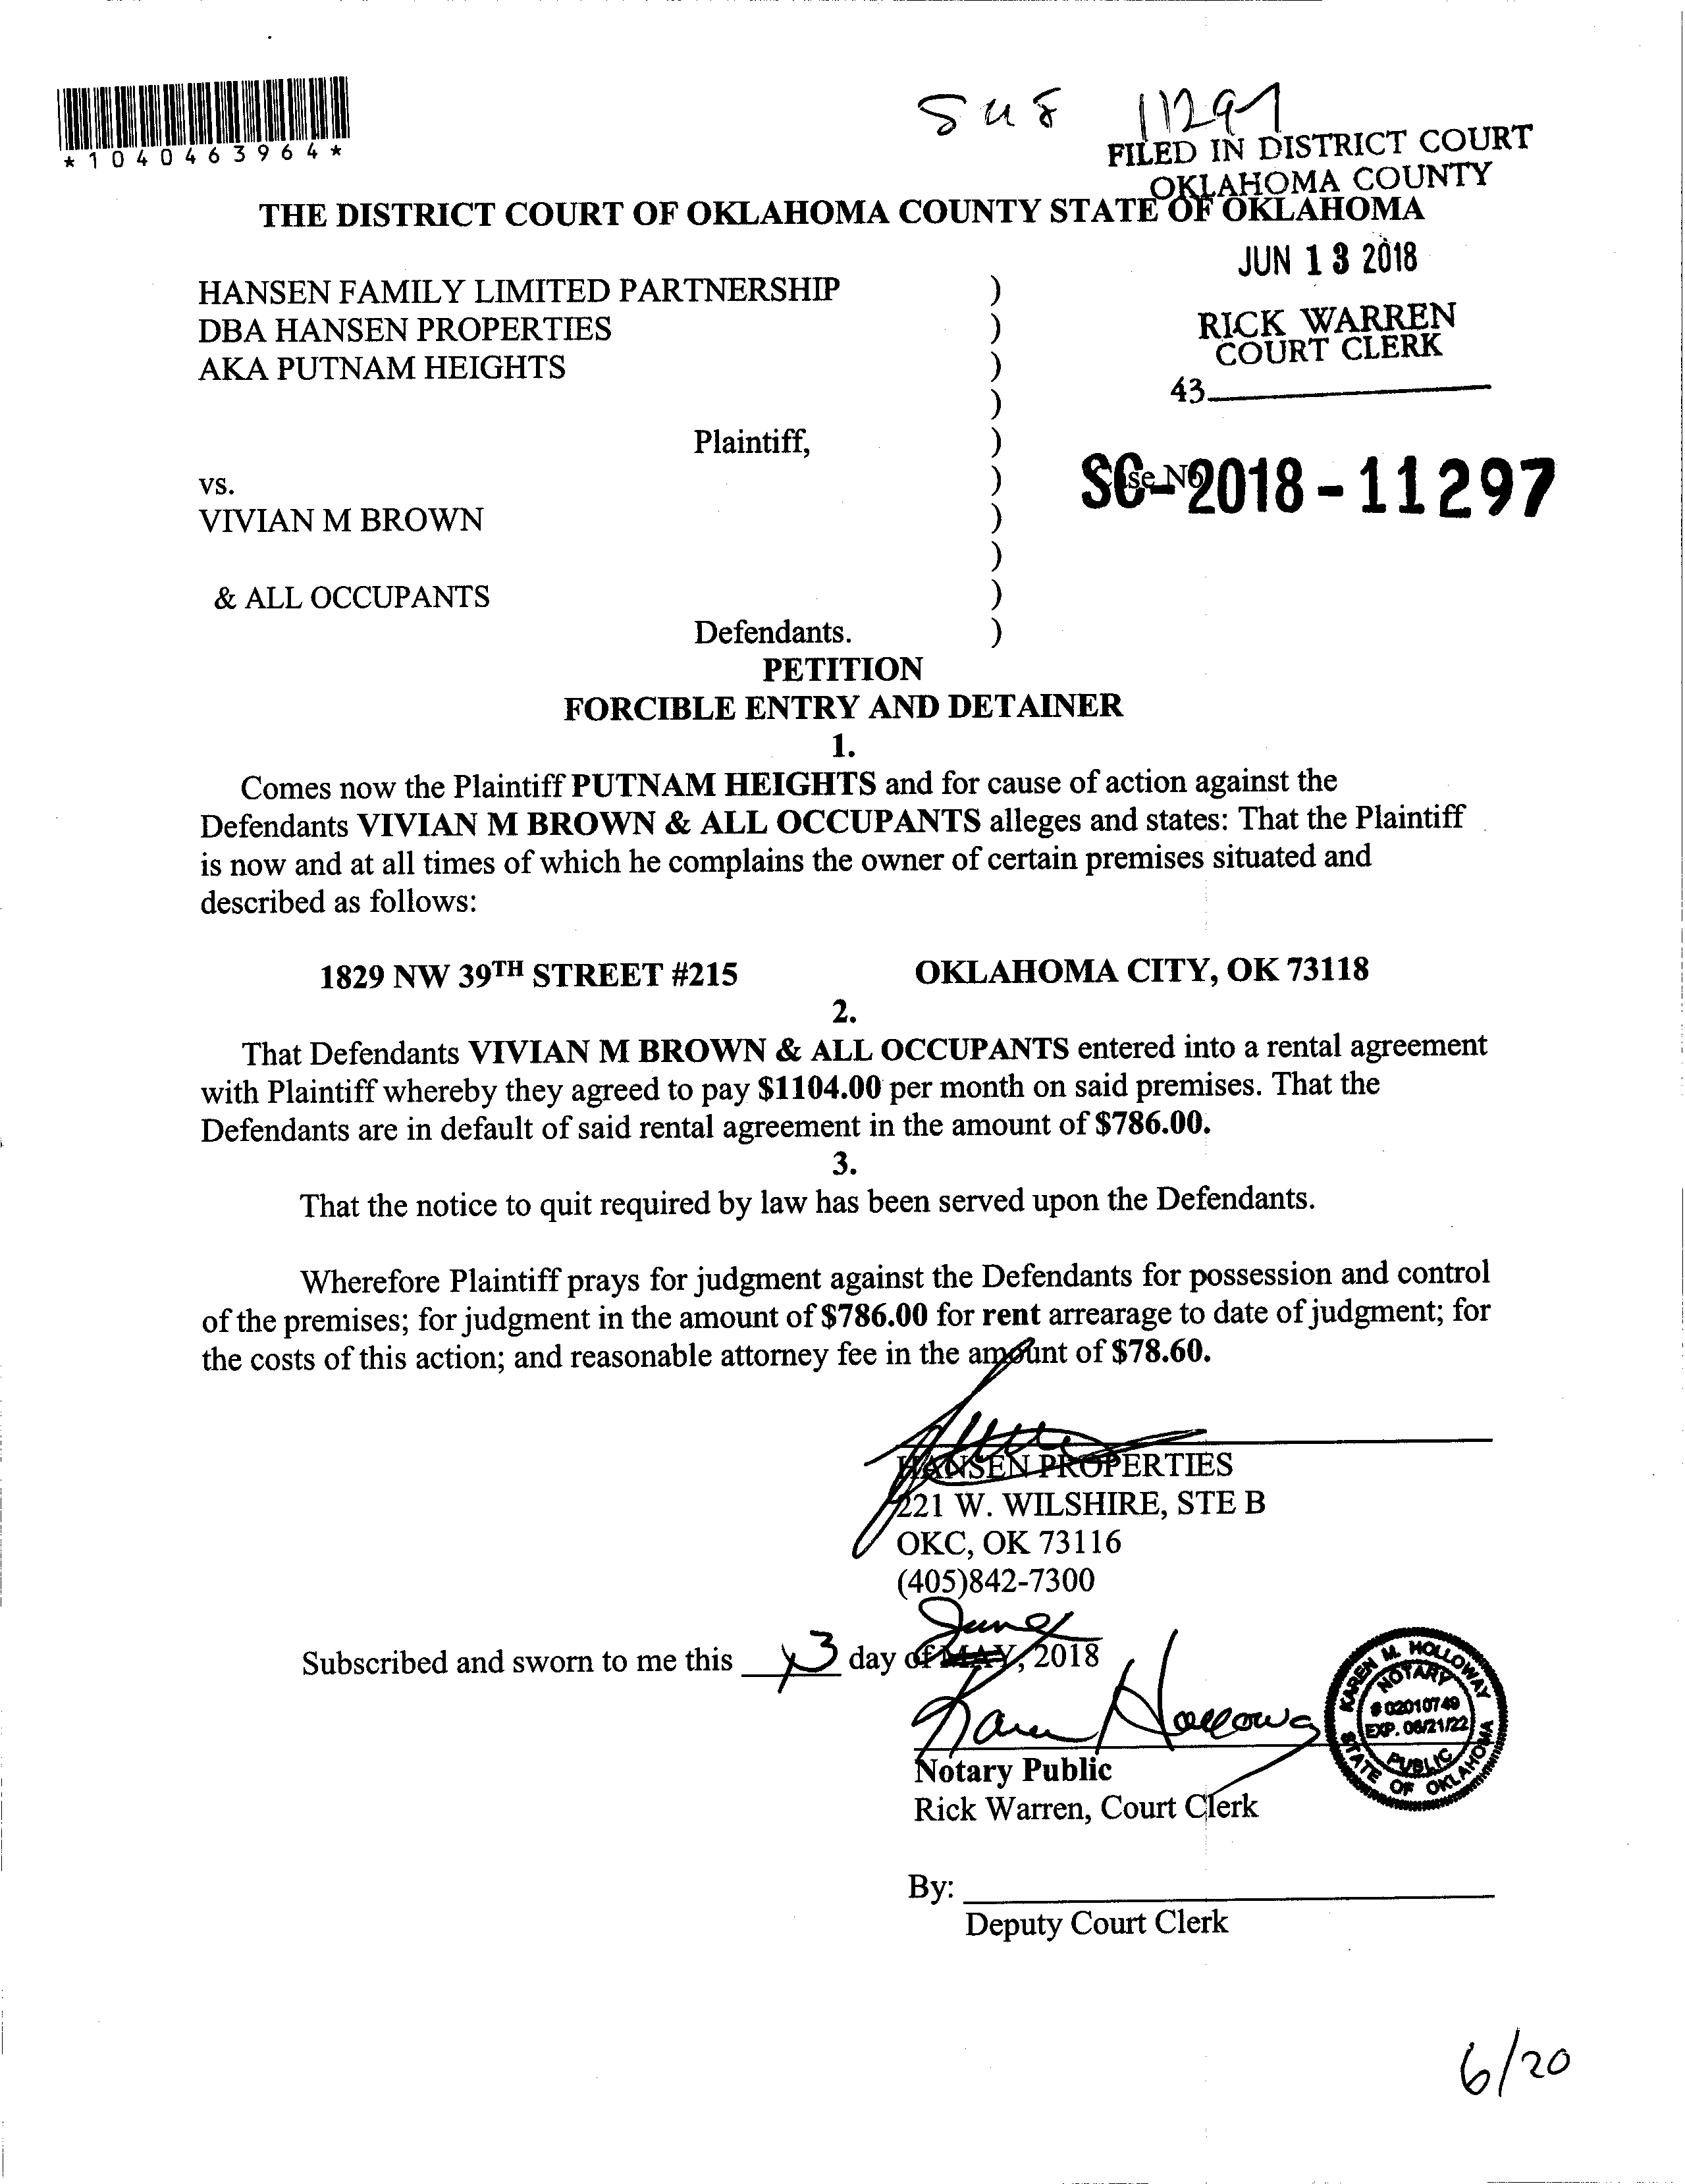 *1040463964*
11297
FILED IN DISTRICT COURT
OKLAHOMA COUNTY
THE DISTRICT COURT OF OKLAHOMA COUNTY STATE OF OKLAHOMA
JUN 13 2018
HANSEN FAMILY LIMITED PARTNERSHIP )
DBA HANSEN PROPERTIES )
AKA PUTNAM HEIGHTS )
)
RICK WARREN
COURT CLERK
43
Plaintiff, )
vs. )
VIVIAN M BROWN )
Case No
SC-2018-11297
)
& ALL OCCUPANTS )
Defendants. )
PETITION
FORCIBLE ENTRY AND DETAINER
1.
Comes now the Plaintiff PUTNAM HEIGHTS and for cause of action against the
Defendants VIVIAN M BROWN & ALL OCCUPANTS alleges and states: That the Plaintiff
is now and at all times of which he complains the owner of certain premises situated and
described as follows:
1829 NW 39TH STREET #215 OKLAHOMA CITY, OK 73118
2.
That Defendants VIVIAN M BROWN & ALL OCCUPANTS entered into a rental agreement
with Plaintiff whereby they agreed to pay $1104.00 per month on said premises. That the
Defendants are in default of said rental agreement in the amount of $786.00.
3.
That the notice to quit required by law has been served upon the Defendants.
Wherefore Plaintiff prays for judgment against the Defendants for possession and control
of the premises; for judgment in the amount of $786.00 for rent arrearage to date of judgment; for
the costs of this action; and reasonable attorney fee in the amount of $78.60.
HANSEN PROPERTIES
221 W. WILSHIRE, STE B
OKC, OK 73116
(405)842-7300
June
Subscribed and sworn to me this 13 day of MAY, 2018
Karen Holloway
KAREN M. HOLLOWAY
NOTARY
# 02010749
EXP. 06/21/22
PUBLIC
STATE OF OKLAHOMA
Notary Public
Rick Warren, Court Clerk
By:
Deputy Court Clerk
6/20